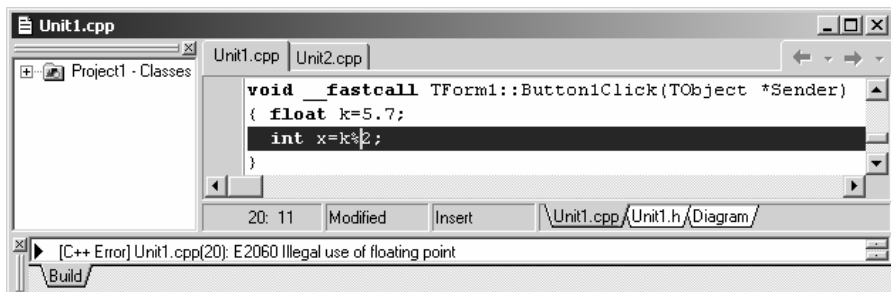 Unit1.cpp
Project1 - Classes
Unit1.cpp Unit2.cpp
void __fastcall TForm1::Button1Click(TObject *Sender)
{ float k=5.7;
int x=k%2;
}
20: 11 Modified Insert \Unit1.cpp/Unit1.h/Diagram/
[C++ Error] Unit1.cpp(20): E2060 Illegal use of floating point
\Build/